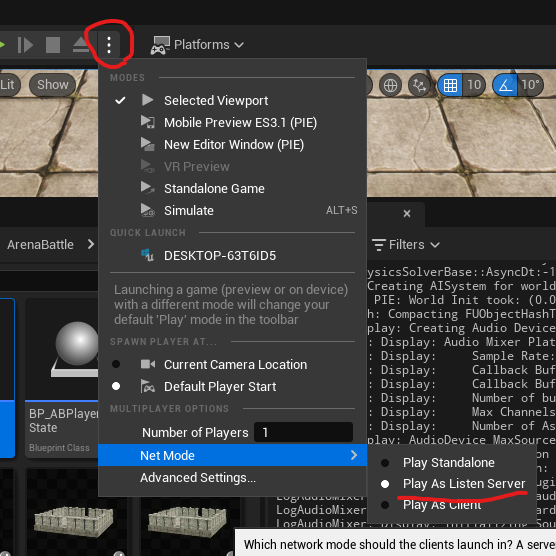 Platforms
Lit
Show
10
10°
MODES
Selected Viewport
Mobile Preview ES3.1 (PIE)
New Editor Window (PIE)
VR Preview
Standalone Game
Simulate ALT+S
QUICK LAUNCH
DESKTOP-63T6ID5
Launching a game (preview or on device)
with a different mode will change your
default 'Play' mode in the toolbar
SPAWN PLAYER AT...
Current Camera Location
Default Player Start
MULTIPLAYER OPTIONS
Number of Players 1
Net Mode
Advanced Settings...
Play Standalone
Play As Listen Server
Play As Client
Which network mode should the clients launch in? A serve
ArenaBattle
BP_ABPlayer
State
Blueprint Class
Filters
ysicsSolverBase::AsyncDt:-1
Creating AISystem for world
PIE: World Init took: (0.0
h: Compacting FUObjectHashT
play: Creating Audio Device
: Display: Audio Mixer Plat
: Display: Sample Rate:
: Display: Callback Buf
: Display: Callback Buf
: Display: Number of bu
: Display: Max Channels
: Display: Number of As
: Display: AudioDevice MaxSource